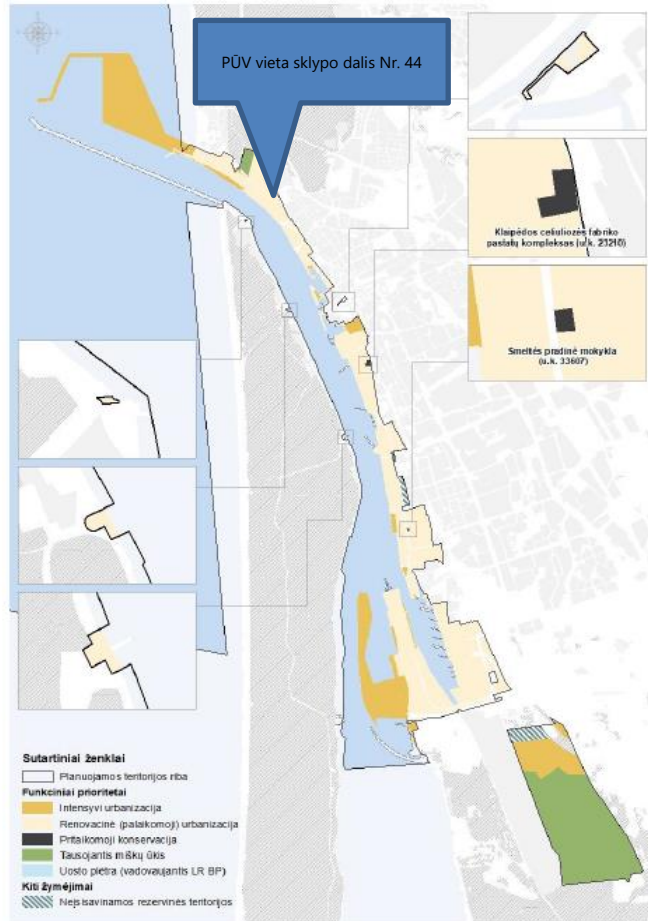 PŪV vieta sklypo dalis Nr. 44
Klaipėdos celiuliozės fabriko
pastatų kompleksas (u.k. 23210)
Smeltės pradinė mokykla
(u.k. 33607)
Sutartiniai ženklai
Planuojamos teritorijos riba
Funkciniai prioritetai
Intensyvi urbanizacija
Renovacinė (palaikomoji) urbanizacija
Pritaikomoji konservacija
Tausojantis miškų ūkis
Uosto pietra (vadovaujantis LR BP)
Kiti žymėjimai
Neįsisavinamos rezervinės teritorijos